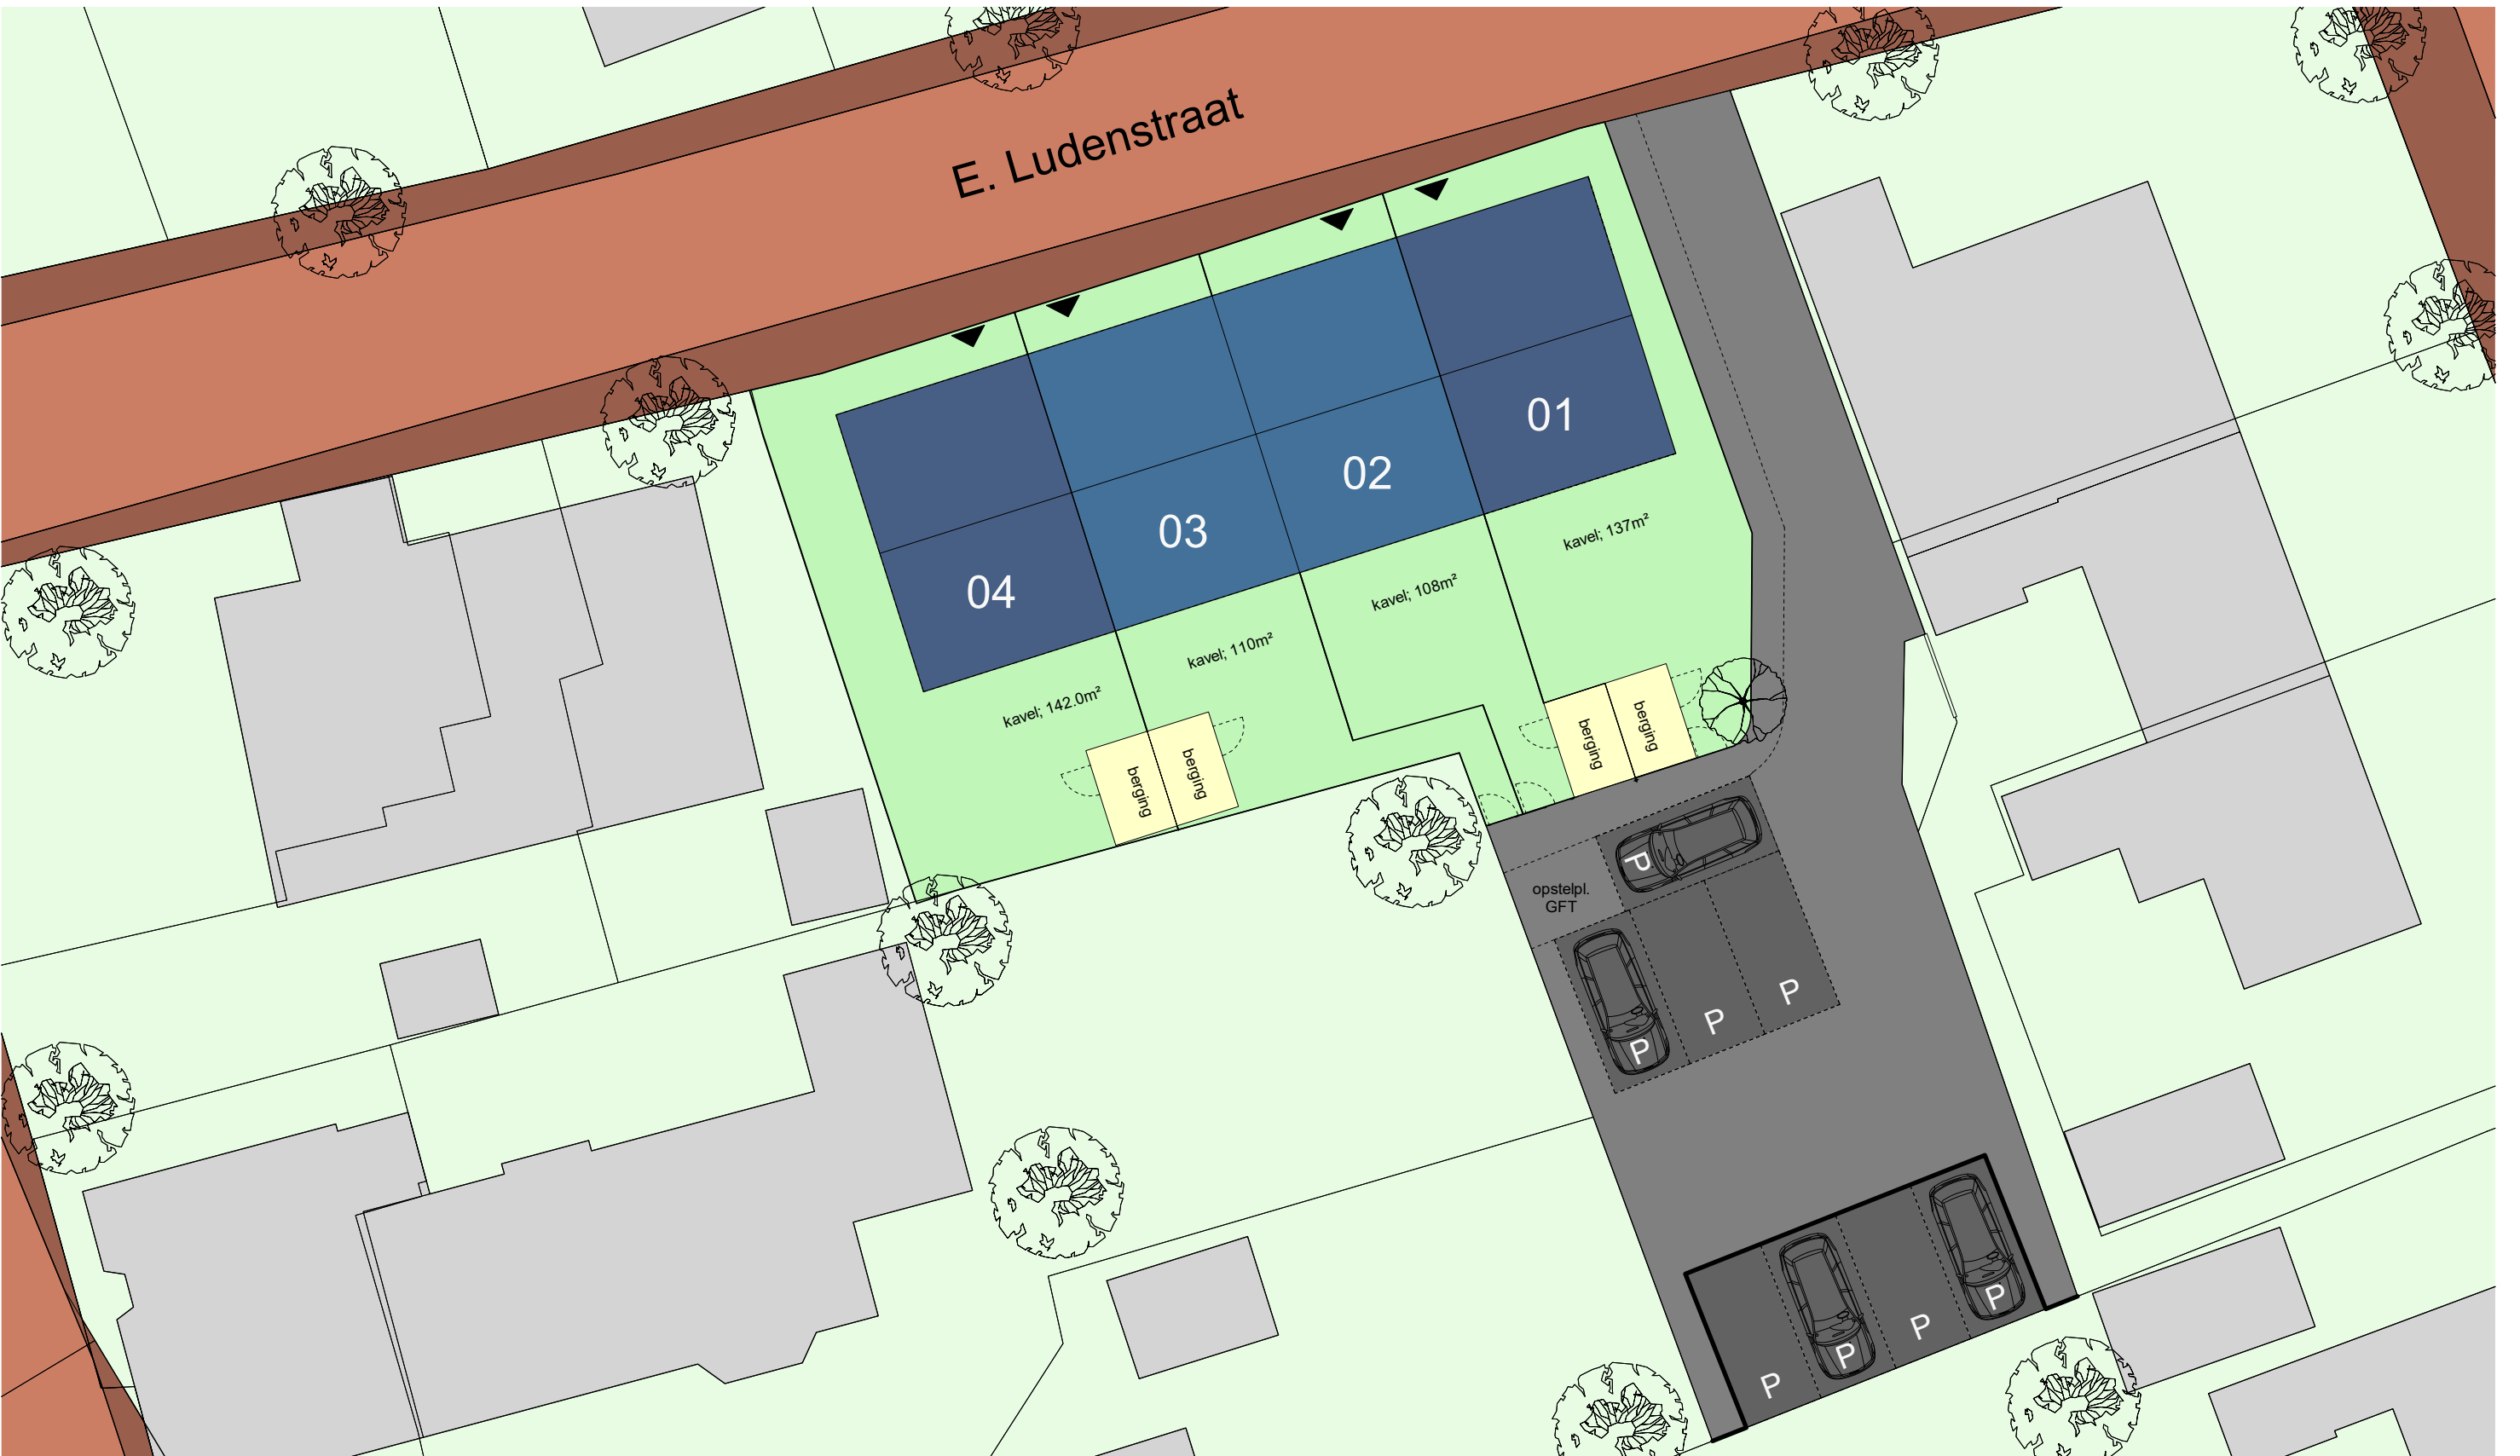 E. Ludenstraat
01
02
03
04
kavel; 137m²
kavel; 108m²
kavel; 110m²
kavel; 142.0m²
berging
berging
berging
berging
P
opstelpl.
GFT
P
P
P
P
P
P
P